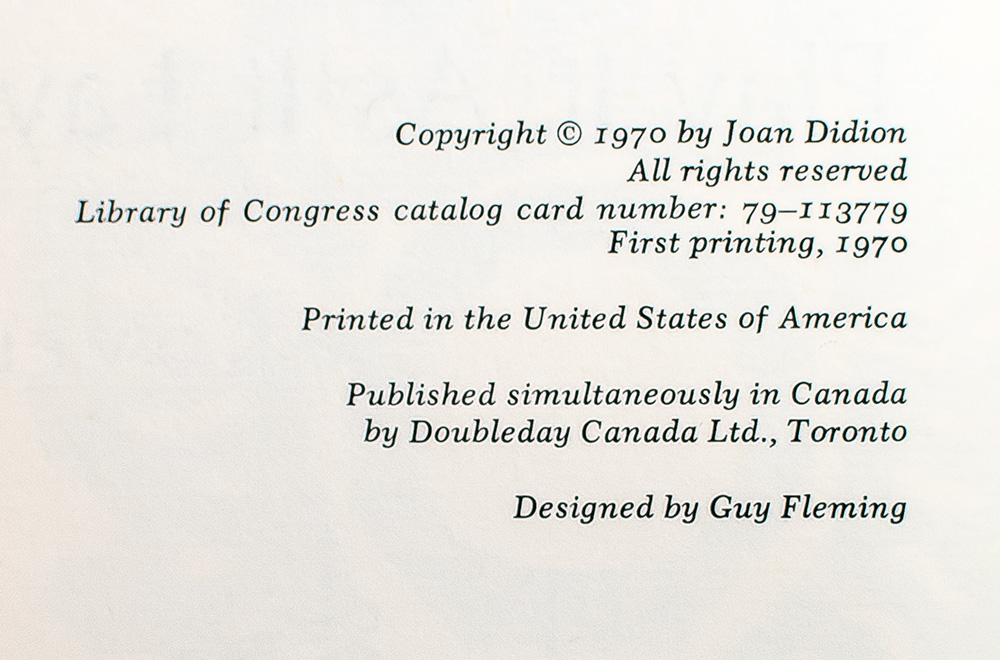 Copyright © 1970 by Joan Didion
All rights reserved
Library of Congress catalog card number: 79–113779
First printing, 1970
Printed in the United States of America
Published simultaneously in Canada
by Doubleday Canada Ltd., Toronto
Designed by Guy Fleming